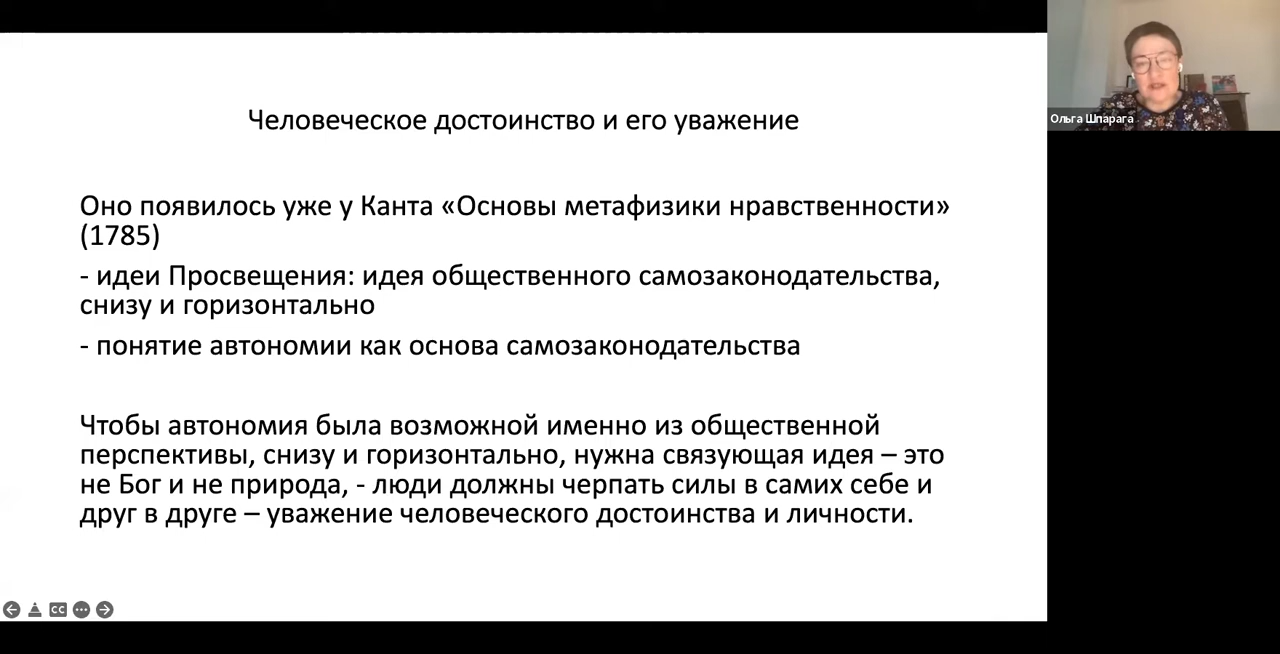 Человеческое достоинство и его уважение
Оно появилось уже у Канта «Основы метафизики нравственности»
(1785)
- идеи Просвещения: идея общественного самозаконодательства,
снизу и горизонтально
- понятие автономии как основа самозаконодательства
Чтобы автономия была возможной именно из общественной
перспективы, снизу и горизонтально, нужна связующая идея – это
не Бог и не природа, - люди должны черпать силы в самих себе и
друг в друге – уважение человеческого достоинства и личности.
Ольга Шпарага
CC